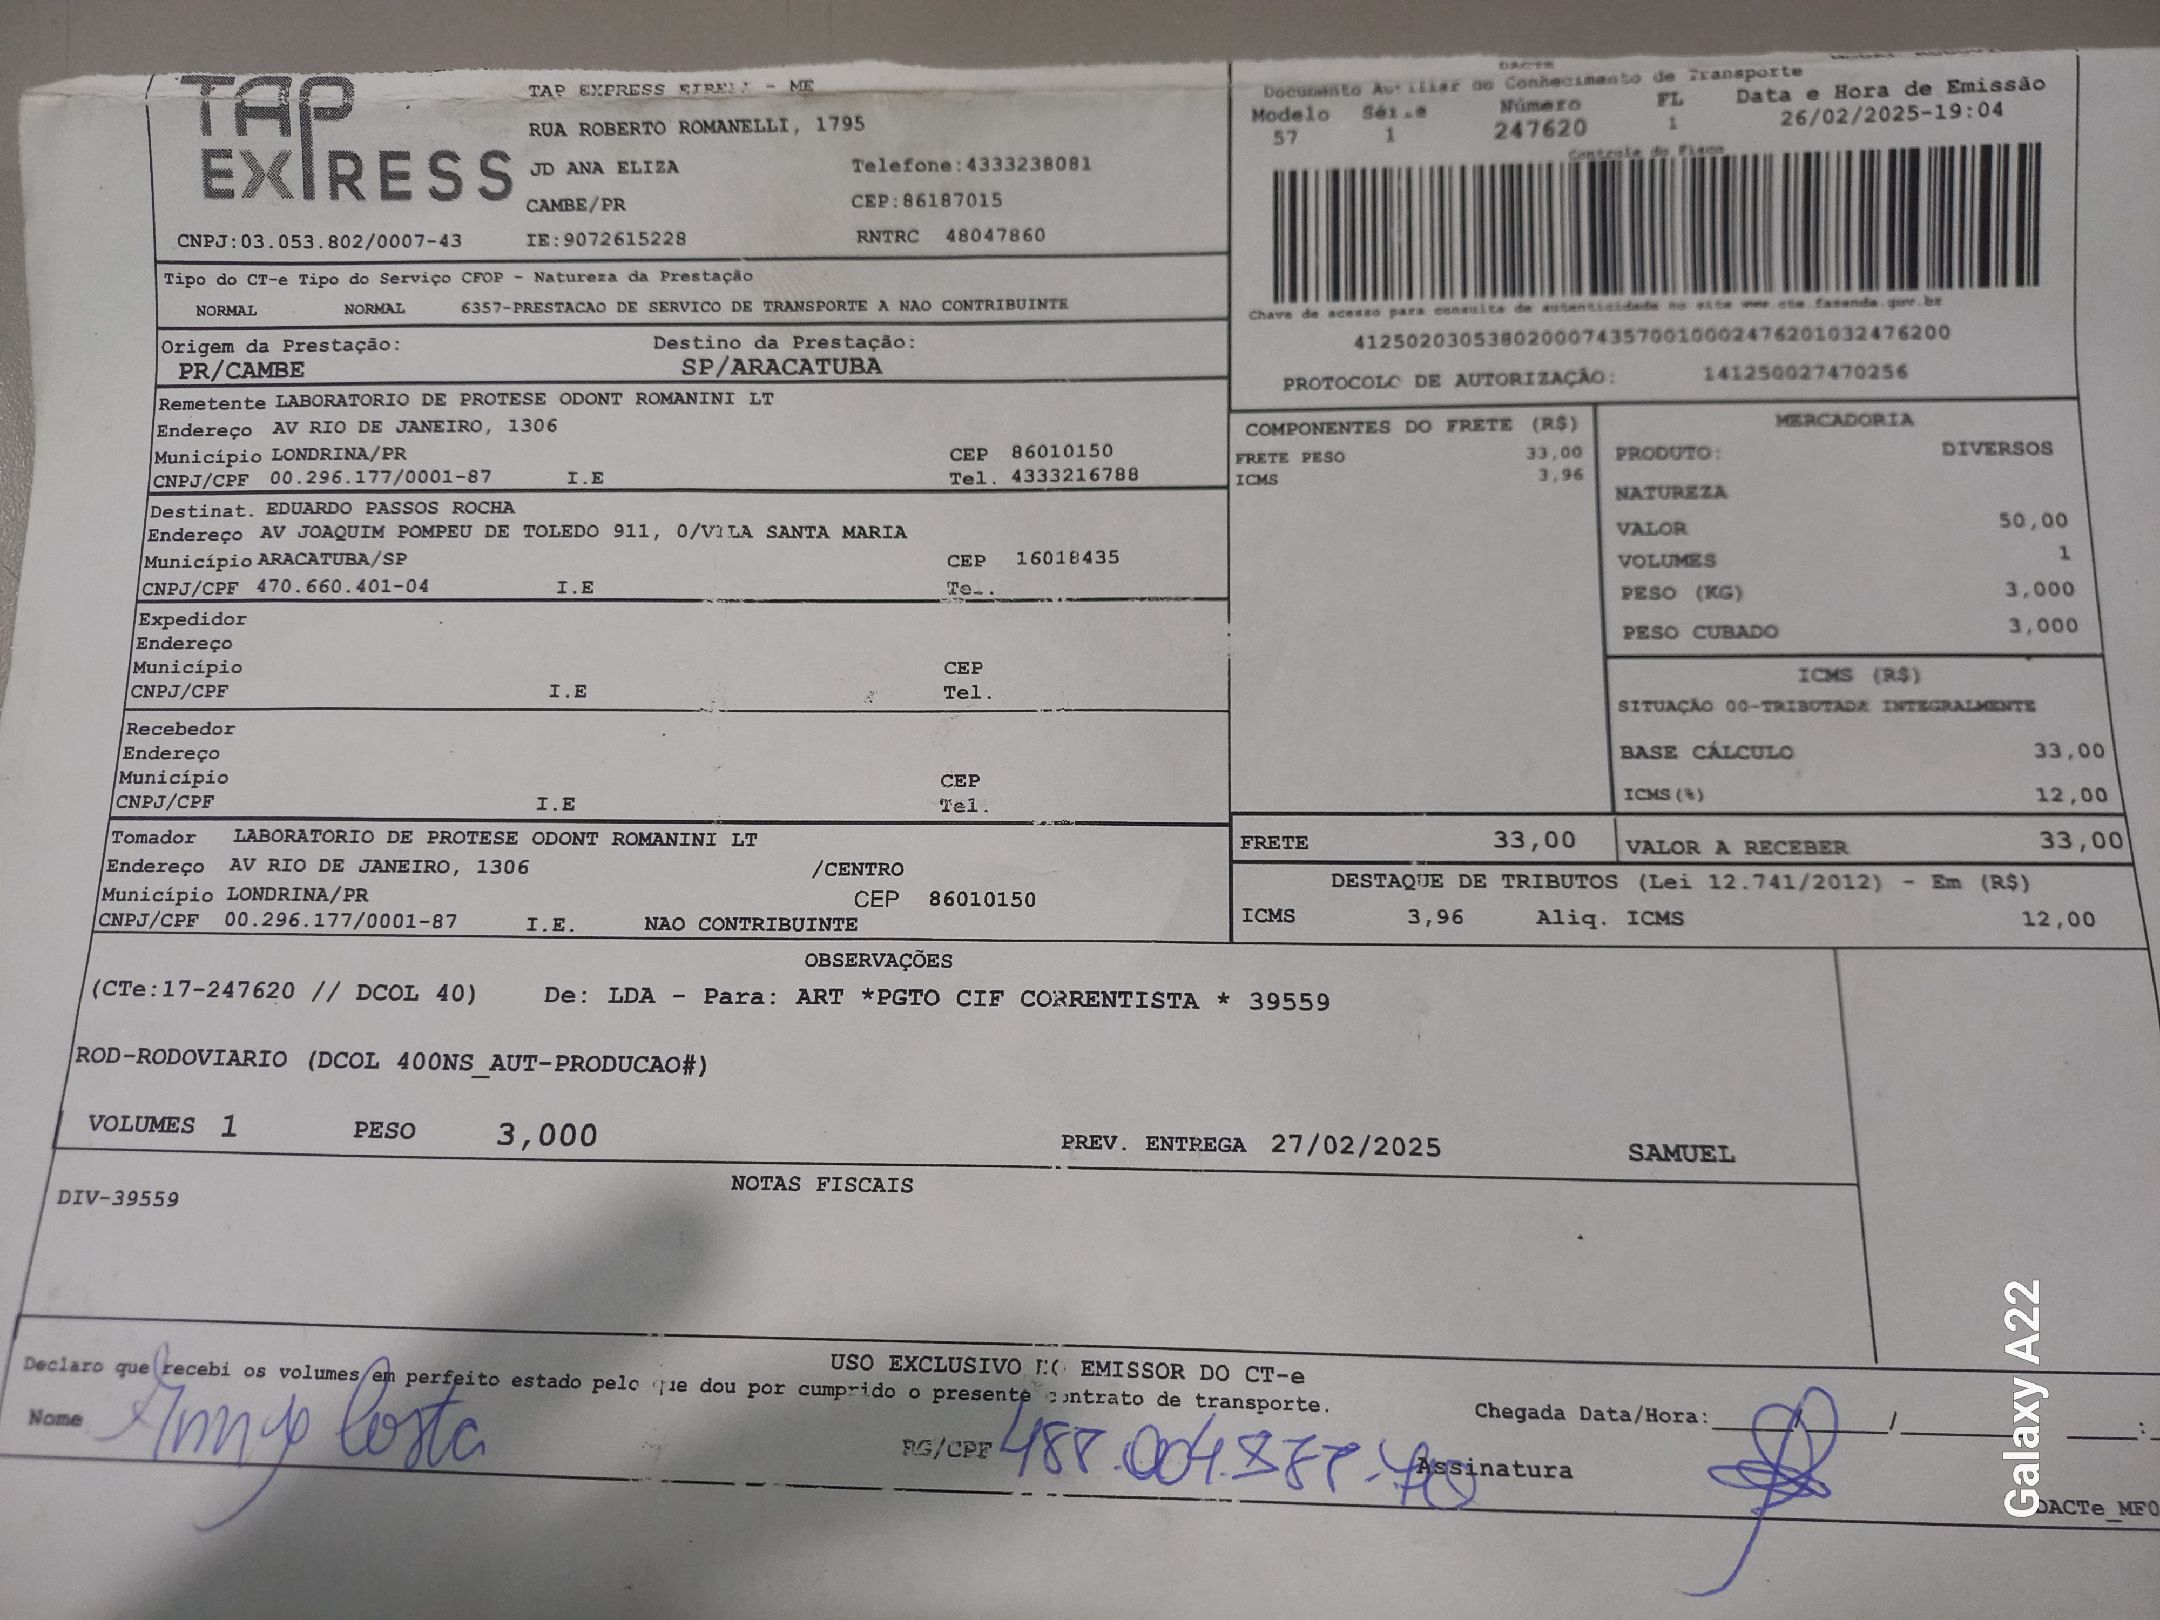 TAP
EXPRESS
TAP EXPRESS EIRELI - ME
RUA ROBERTO ROMANELLI, 1795
JD ANA ELIZA Telefone:4333238081
CAMBE/PR CEP:86187015
CNPJ:03.053.802/0007-43 IE:9072615228 RNTRC 48047860
DACTE
Documento Auxiliar do Conhecimento de Transporte
Modelo Série Número FL Data e Hora de Emissão
57 1 247620 1 26/02/2025-19:04
Controle do Fisco
Chave de acesso para consulta de autenticidade no site www.cte.fazenda.gov.br
41250203053802000743570010002476201032476200
PROTOCOLO DE AUTORIZAÇÃO: 141250027470256
Tipo do CT-e Tipo do Serviço CFOP - Natureza da Prestação
NORMAL NORMAL 6357-PRESTACAO DE SERVICO DE TRANSPORTE A NAO CONTRIBUINTE
Origem da Prestação: Destino da Prestação:
PR/CAMBE SP/ARACATUBA
Remetente LABORATORIO DE PROTESE ODONT ROMANINI LT
Endereço AV RIO DE JANEIRO, 1306
Município LONDRINA/PR CEP 86010150
CNPJ/CPF 00.296.177/0001-87 I.E Tel. 4333216788
Destinat. EDUARDO PASSOS ROCHA
Endereço AV JOAQUIM POMPEU DE TOLEDO 911, 0/VILA SANTA MARIA
Município ARACATUBA/SP CEP 16018435
CNPJ/CPF 470.660.401-04 I.E Tel.
Expedidor
Endereço
Município CEP
CNPJ/CPF I.E Tel.
Recebedor
Endereço
Município CEP
CNPJ/CPF I.E Tel.
Tomador LABORATORIO DE PROTESE ODONT ROMANINI LT
Endereço AV RIO DE JANEIRO, 1306 /CENTRO
Município LONDRINA/PR CEP 86010150
CNPJ/CPF 00.296.177/0001-87 I.E. NAO CONTRIBUINTE
COMPONENTES DO FRETE (R$)
FRETE PESO 33,00
ICMS 3,96
MERCADORIA
PRODUTO: DIVERSOS
NATUREZA
VALOR 50,00
VOLUMES 1
PESO (KG) 3,000
PESO CUBADO 3,000
ICMS (R$)
SITUAÇÃO 00-TRIBUTADA INTEGRALMENTE
BASE CÁLCULO 33,00
ICMS(%) 12,00
FRETE 33,00 VALOR A RECEBER 33,00
DESTAQUE DE TRIBUTOS (Lei 12.741/2012) - Em (R$)
ICMS 3,96 Aliq. ICMS 12,00
OBSERVAÇÕES
(CTe:17-247620 // DCOL 40) De: LDA - Para: ART *PGTO CIF CORRENTISTA * 39559
ROD-RODOVIARIO (DCOL 400NS_AUT-PRODUCAO#)
VOLUMES 1 PESO 3,000 PREV. ENTREGA 27/02/2025 SAMUEL
NOTAS FISCAIS
DIV-39559
USO EXCLUSIVO DO EMISSOR DO CT-e
Declaro que recebi os volumes em perfeito estado pelo que dou por cumprido o presente contrato de transporte.
Nome Costa RG/CPF Chegada Data/Hora: / / :
Assinatura
DACTe_MF0
Galaxy A22